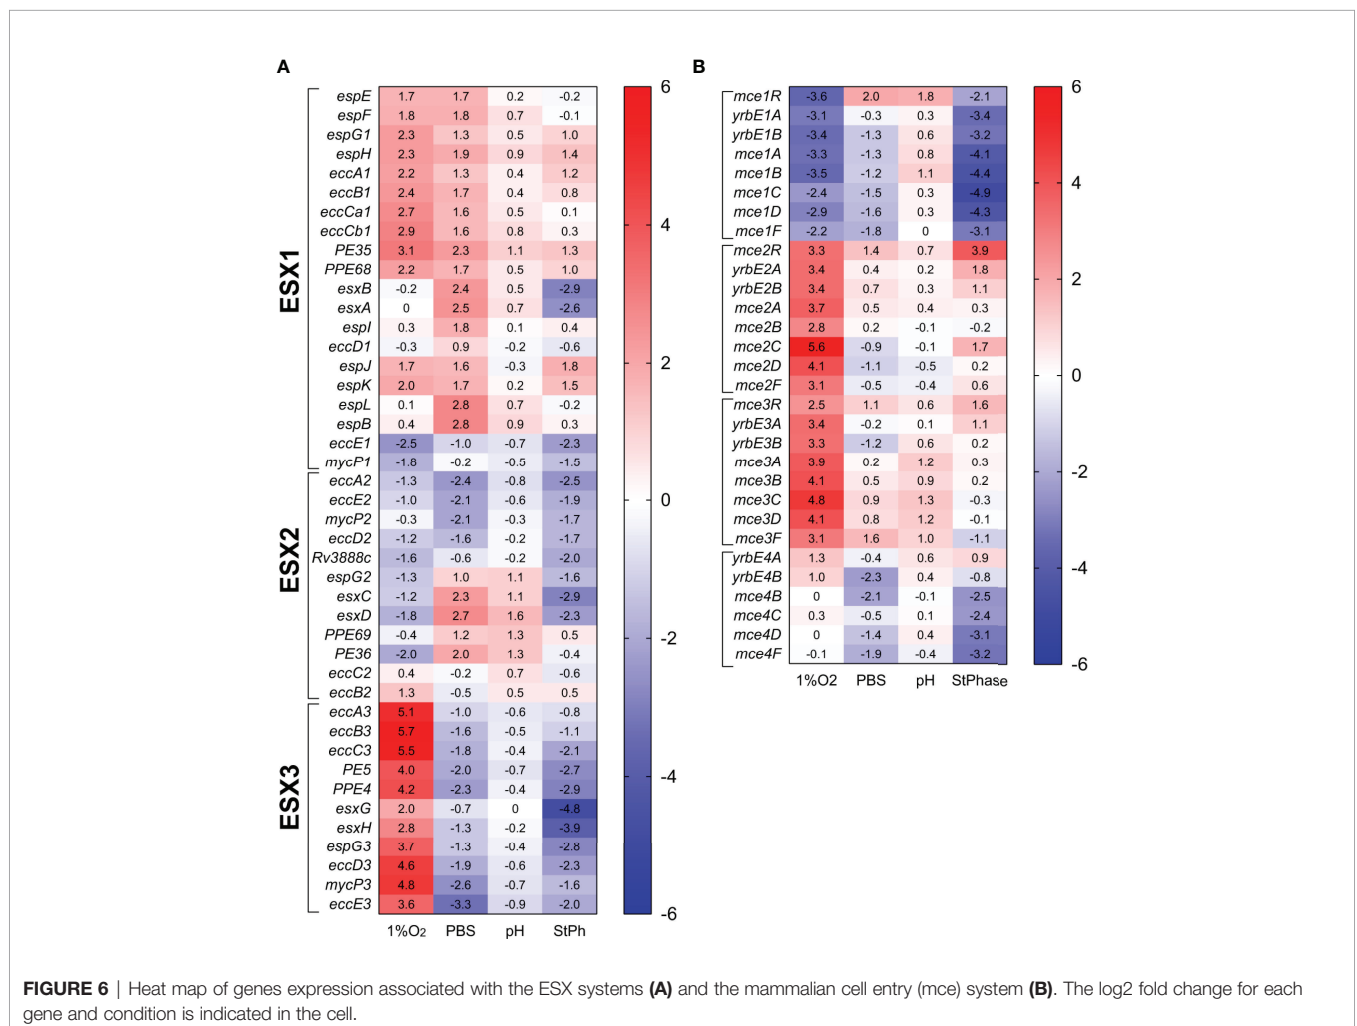 A
espE 1.7 1.7 0.2 -0.2
espF 1.8 1.8 0.7 -0.1
espG1 2.3 1.3 0.5 1.0
espH 2.3 1.9 0.9 1.4
eccA1 2.2 1.3 0.4 1.2
eccB1 2.4 1.7 0.4 0.8
eccCa1 2.7 1.6 0.5 0.1
eccCb1 2.9 1.6 0.8 0.3
PE35 3.1 2.3 1.1 1.3
PPE68 2.2 1.7 0.5 1.0
esxB -0.2 2.4 0.5 -2.9
esxA 0 2.5 0.7 -2.6
espI 0.3 1.8 0.1 0.4
eccD1 -0.3 0.9 -0.2 -0.6
espJ 1.7 1.6 -0.3 1.8
espK 2.0 1.7 0.2 1.5
espL 0.1 2.8 0.7 -0.2
espB 0.4 2.8 0.9 0.3
eccE1 -2.5 -1.0 -0.7 -2.3
mycP1 -1.8 -0.2 -0.5 -1.5
eccA2 -1.3 -2.4 -0.8 -2.5
eccE2 -1.0 -2.1 -0.6 -1.9
mycP2 -0.3 -2.1 -0.3 -1.7
eccD2 -1.2 -1.6 -0.2 -1.7
Rv3888c -1.6 -0.6 -0.2 -2.0
espG2 -1.3 1.0 1.1 -1.6
esxC -1.2 2.3 1.1 -2.9
esxD -1.8 2.7 1.6 -2.3
PPE69 -0.4 1.2 1.3 0.5
PE36 -2.0 2.0 1.3 -0.4
eccC2 0.4 -0.2 0.7 -0.6
eccB2 1.3 -0.5 0.5 0.5
eccA3 5.1 -1.0 -0.6 -0.8
eccB3 5.7 -1.6 -0.5 -1.1
eccC3 5.5 -1.8 -0.4 -2.1
PE5 4.0 -2.0 -0.7 -2.7
PPE4 4.2 -2.3 -0.4 -2.9
esxG 2.0 -0.7 0 -4.8
esxH 2.8 -1.3 -0.2 -3.9
espG3 3.7 -1.3 -0.4 -2.8
eccD3 4.6 -1.9 -0.6 -2.3
mycP3 4.8 -2.6 -0.7 -1.6
eccE3 3.6 -3.3 -0.9 -2.0
1%O2 PBS pH StPh
ESX1
ESX2
ESX3
6
4
2
0
-2
-4
-6
B
mce1R -3.6 2.0 1.8 -2.1
yrbE1A -3.1 -0.3 0.3 -3.4
yrbE1B -3.4 -1.3 0.6 -3.2
mce1A -3.3 -1.3 0.8 -4.1
mce1B -3.5 -1.2 1.1 -4.4
mce1C -2.4 -1.5 0.3 -4.9
mce1D -2.9 -1.6 0.3 -4.3
mce1F -2.2 -1.8 0 -3.1
mce2R 3.3 1.4 0.7 3.9
yrbE2A 3.4 0.4 0.2 1.8
yrbE2B 3.4 0.7 0.3 1.1
mce2A 3.7 0.5 0.4 0.3
mce2B 2.8 0.2 -0.1 -0.2
mce2C 5.6 -0.9 -0.1 1.7
mce2D 4.1 -1.1 -0.5 0.2
mce2F 3.1 -0.5 -0.4 0.6
mce3R 2.5 1.1 0.6 1.6
yrbE3A 3.4 -0.2 0.1 1.1
yrbE3B 3.3 -1.2 0.6 0.2
mce3A 3.9 0.2 1.2 0.3
mce3B 4.1 0.5 0.9 0.2
mce3C 4.8 0.9 1.3 -0.3
mce3D 4.1 0.8 1.2 -0.1
mce3F 3.1 1.6 1.0 -1.1
yrbE4A 1.3 -0.4 0.6 0.9
yrbE4B 1.0 -2.3 0.4 -0.8
mce4B 0 -2.1 -0.1 -2.5
mce4C 0.3 -0.5 0.1 -2.4
mce4D 0 -1.4 0.4 -3.1
mce4F -0.1 -1.9 -0.4 -3.2
1%O2 PBS pH StPhase
6
4
2
0
-2
-4
-6
FIGURE 6 | Heat map of genes expression associated with the ESX systems (A) and the mammalian cell entry (mce) system (B). The log2 fold change for each
gene and condition is indicated in the cell.